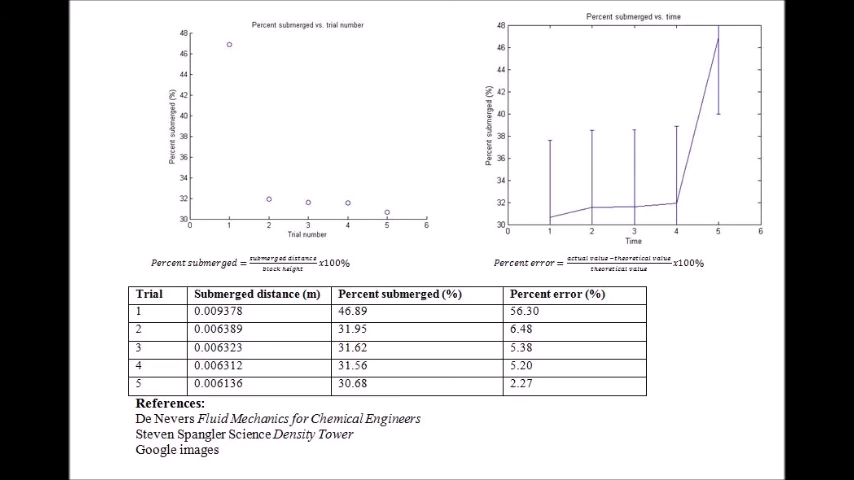 Percent submerged vs. trial number
48
46
44
42
40
38
36
34
32
30
Percent submerged (%)
0 1 2 3 4 5 6
Trial number
Percent submerged vs. time
48
46
44
42
40
38
36
34
32
30
Percent submerged (%)
0 1 2 3 4 5 6
Time
Percent submerged = submerged distance / block height x100%
Percent error = actual value−theoretical value / theoretical value x100%
Trial Submerged distance (m) Percent submerged (%) Percent error (%)
1 0.009378 46.89 56.30
2 0.006389 31.95 6.48
3 0.006323 31.62 5.38
4 0.006312 31.56 5.20
5 0.006136 30.68 2.27
References:
De Nevers Fluid Mechanics for Chemical Engineers
Steven Spangler Science Density Tower
Google images